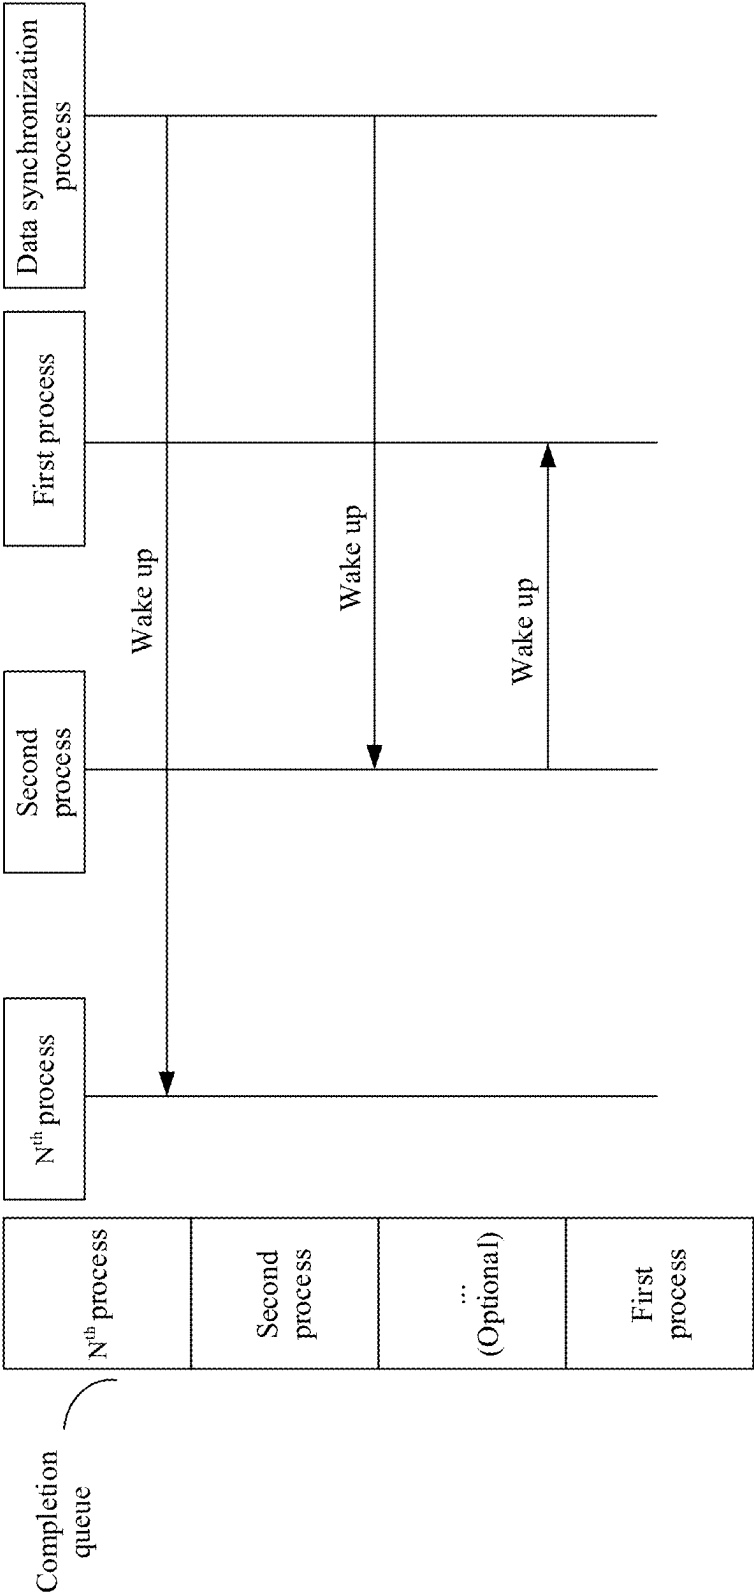 Completion
queue
Nᵗʰ process
Second
process
...
(Optional)
First
process
Nᵗʰ process
Second
process
First process
Data synchronization
process
Wake up
Wake up
Wake up